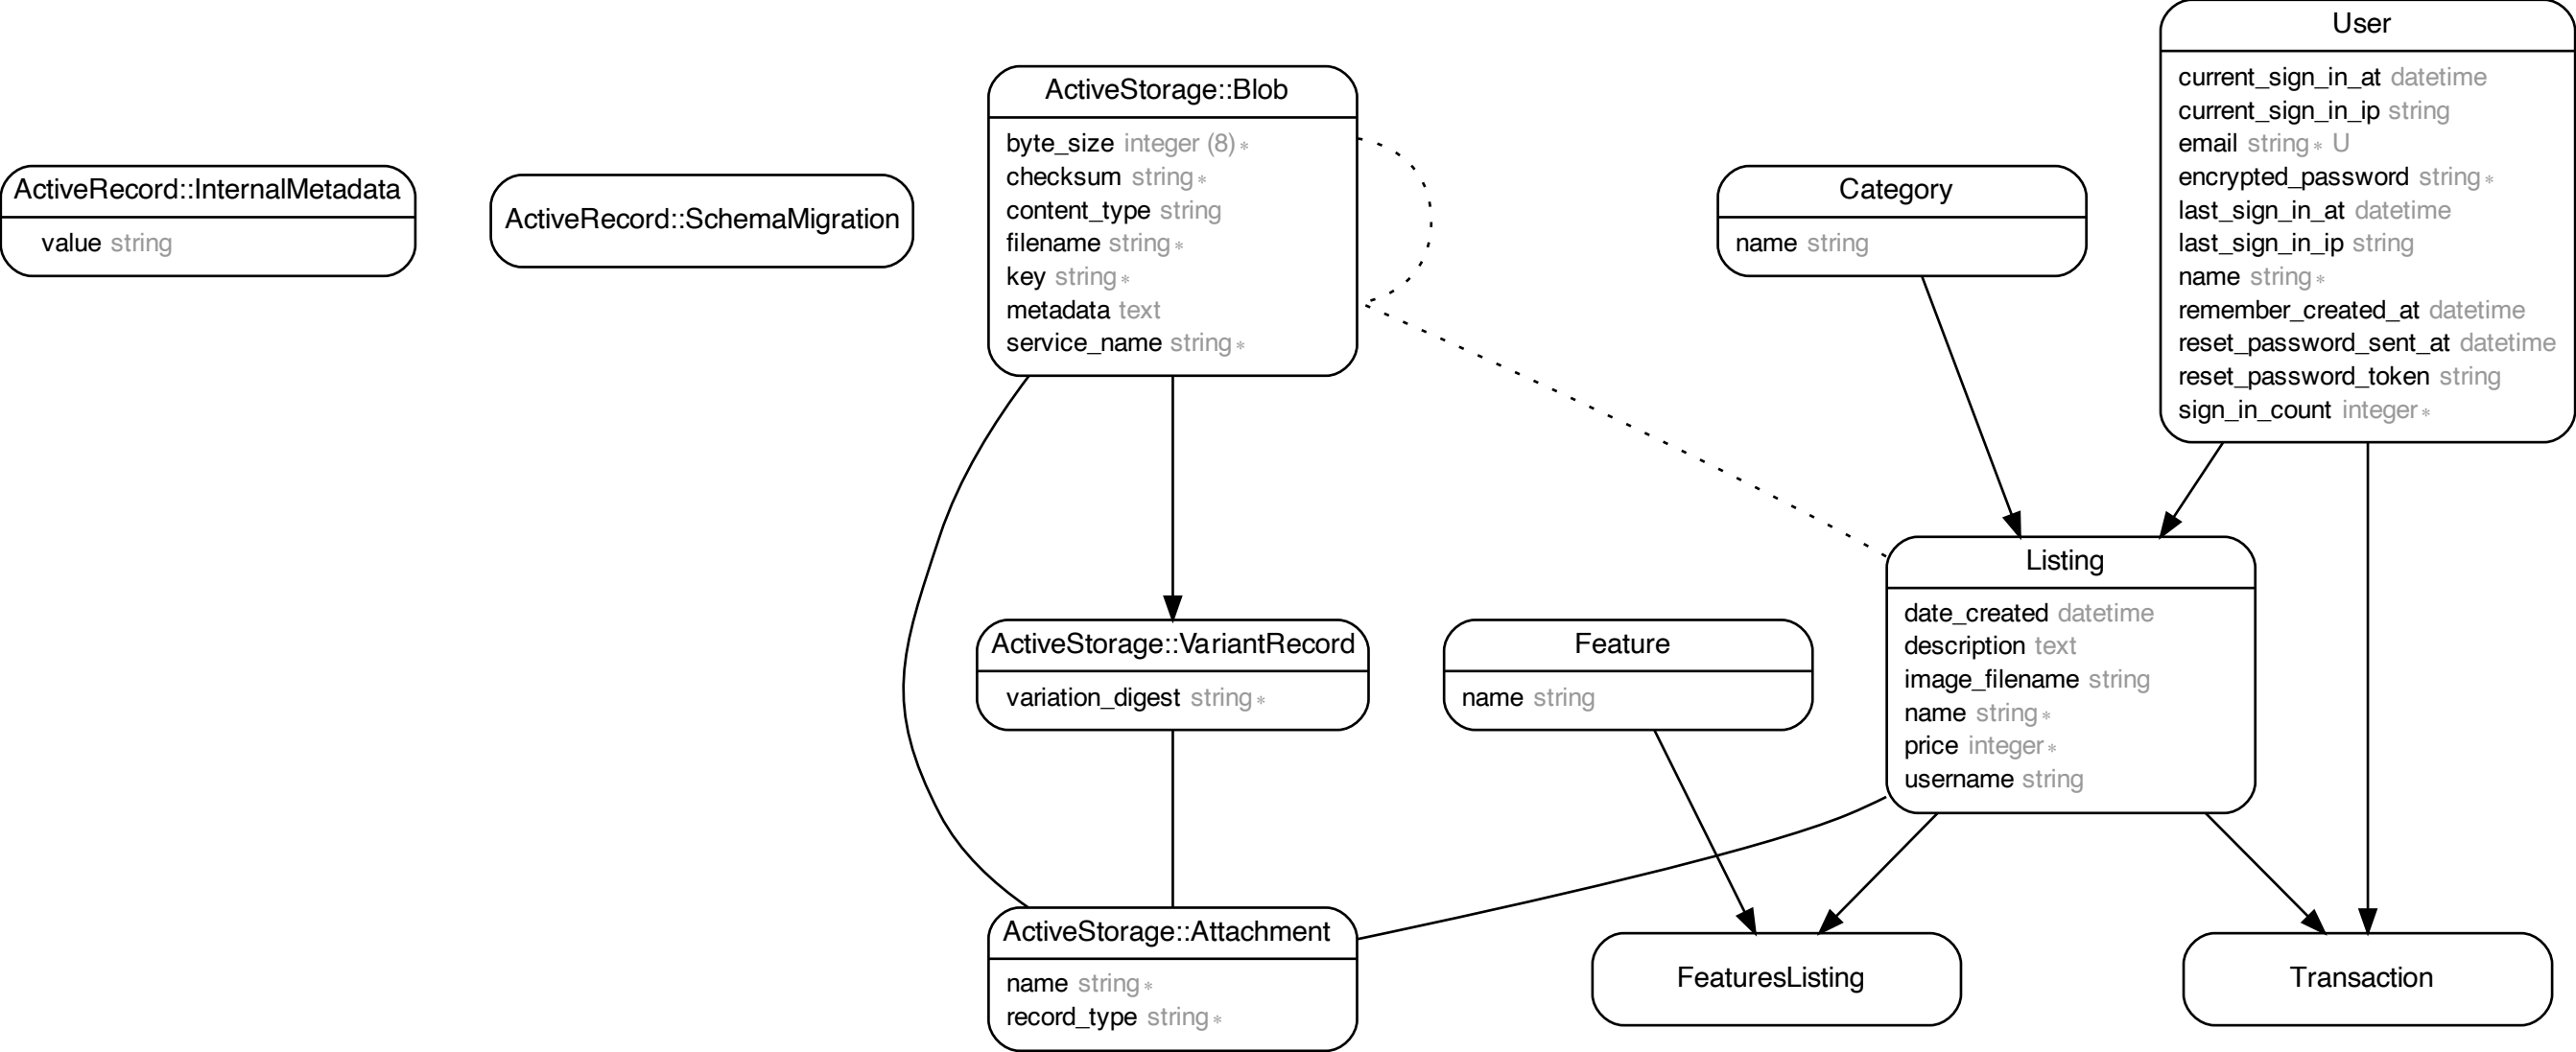 ActiveRecord::InternalMetadata
value string
ActiveRecord::SchemaMigration
ActiveStorage::Blob
byte_size integer (8) ∗
checksum string ∗
content_type string
filename string ∗
key string ∗
metadata text
service_name string ∗
Category
name string
User
current_sign_in_at datetime
current_sign_in_ip string
email string ∗ U
encrypted_password string ∗
last_sign_in_at datetime
last_sign_in_ip string
name string ∗
remember_created_at datetime
reset_password_sent_at datetime
reset_password_token string
sign_in_count integer ∗
ActiveStorage::VariantRecord
variation_digest string ∗
Feature
name string
Listing
date_created datetime
description text
image_filename string
name string ∗
price integer ∗
username string
ActiveStorage::Attachment
name string ∗
record_type string ∗
FeaturesListing
Transaction